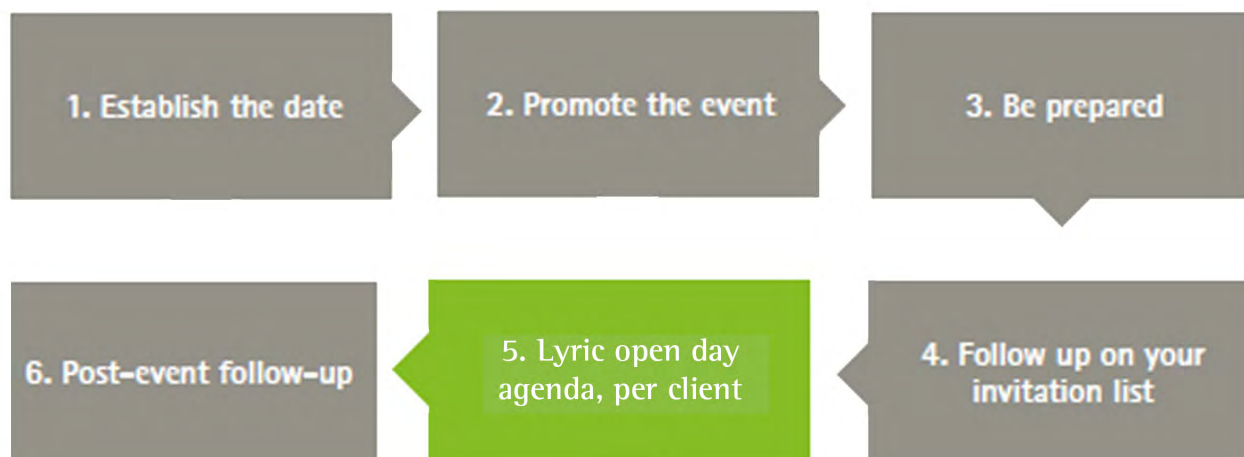 1. Establish the date
2. Promote the event
3. Be prepared
4. Follow up on your
invitation list
5. Lyric open day
agenda, per client
6. Post-event follow-up